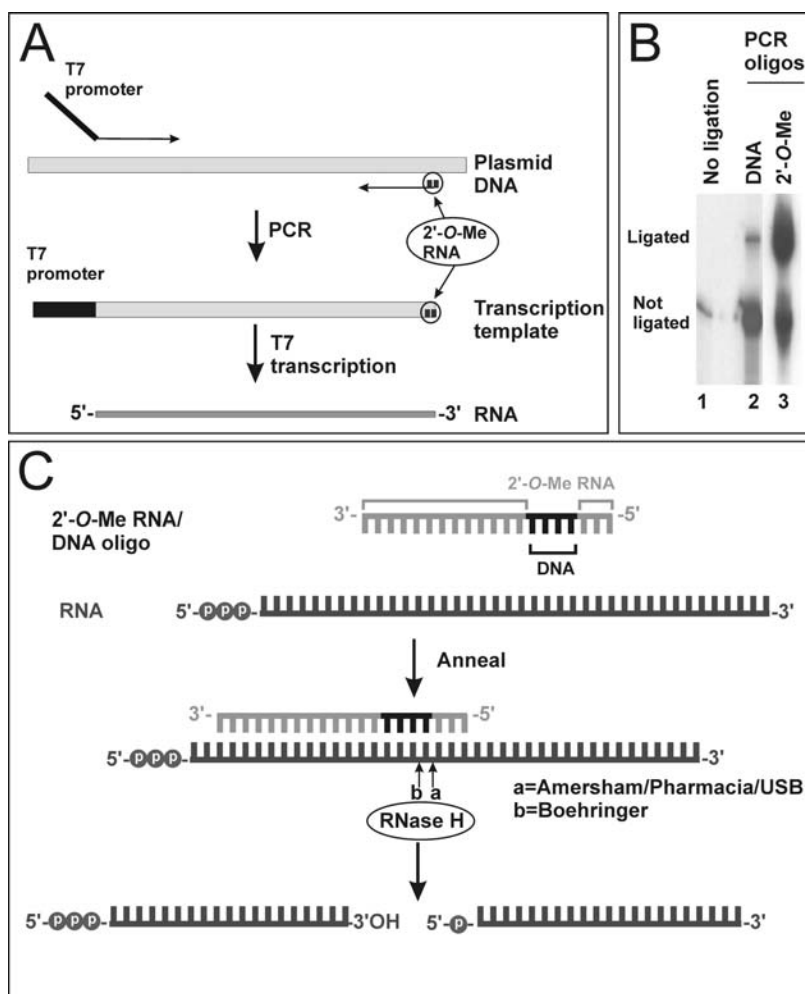 A
T7
promoter
Plasmid
DNA
PCR
2'-O-Me
RNA
T7
promoter
Transcription
template
T7
transcription
5'- -3' RNA
B
PCR
oligos
No ligation
DNA
2'-O-Me
Ligated
Not
ligated
1 2 3
C
2'-O-Me RNA/
DNA oligo
2'-O-Me RNA
3'- -5'
DNA
RNA 5'-PPP- -3'
Anneal
3'- -5'
5'-PPP- -3'
b a
a=Amersham/Pharmacia/USB
b=Boehringer
RNase H
5'-PPP- -3'OH 5'-P- -3'